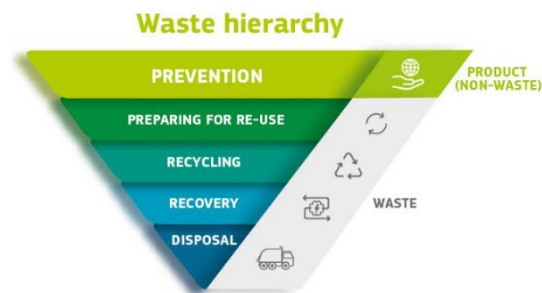 Waste hierarchy
PREVENTION
PRODUCT
(NON-WASTE)
PREPARING FOR RE-USE
RECYCLING
RECOVERY
WASTE
DISPOSAL